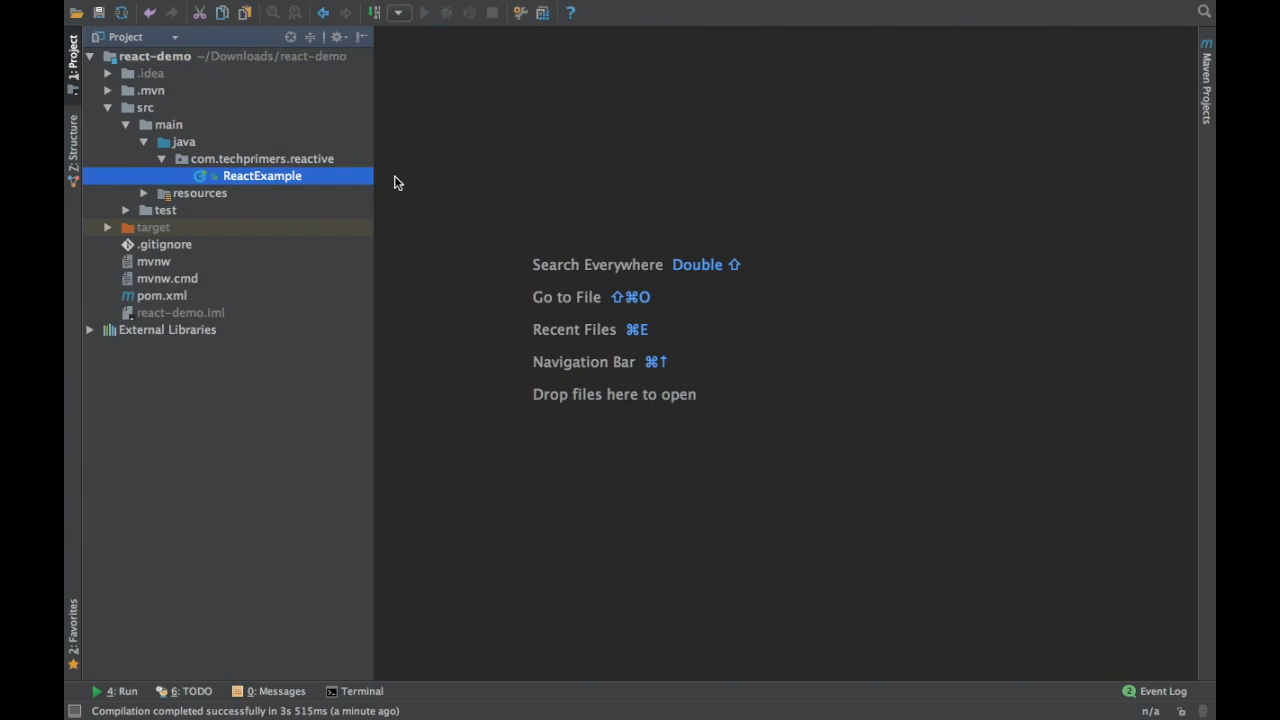 Project
react-demo ~/Downloads/react-demo
.idea
.mvn
src
main
java
com.techprimers.reactive
ReactExample
resources
test
target
.gitignore
mvnw
mvnw.cmd
pom.xml
react-demo.iml
External Libraries
1: Project
Z: Structure
2: Favorites
Search Everywhere Double ⇧
Go to File ⇧⌘O
Recent Files ⌘E
Navigation Bar ⌘↑
Drop files here to open
Maven Projects
4: Run
6: TODO
0: Messages
Terminal
2 Event Log
Compilation completed successfully in 3s 515ms (a minute ago)
n/a